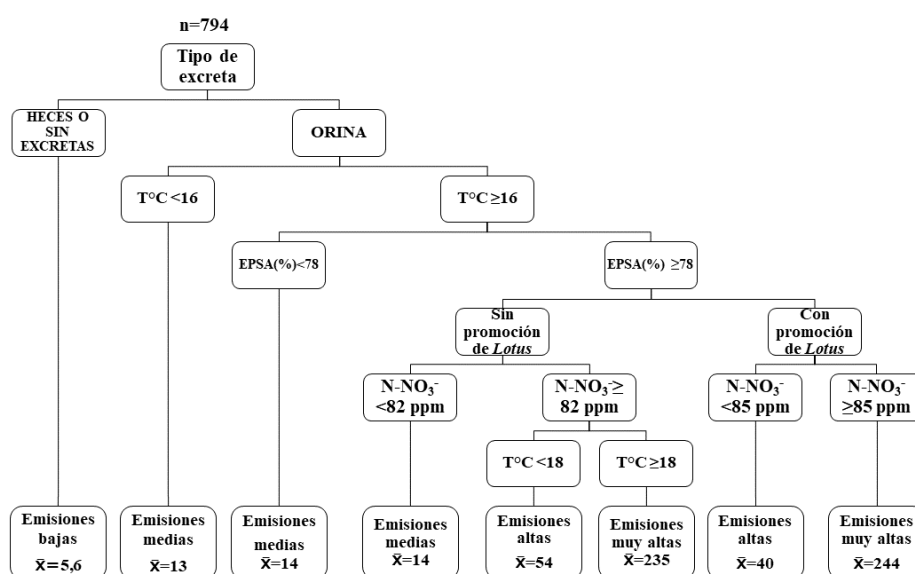 n=794
Tipo de
excreta
HECES O
SIN
EXCRETAS
ORINA
T°C <16
T°C ≥16
EPSA(%)<78
EPSA(%) ≥78
Sin
promoción
de Lotus
Con
promoción
de Lotus
N-NO₃⁻
<82 ppm
N-NO₃⁻≥
82 ppm
N-NO₃⁻
<85 ppm
N-NO₃⁻
≥85 ppm
T°C <18
T°C ≥18
Emisiones
bajas
x̄=5,6
Emisiones
medias
x̄=13
Emisiones
medias
x̄=14
Emisiones
medias
x̄=14
Emisiones
altas
x̄=54
Emisiones
muy altas
x̄=235
Emisiones
altas
x̄=40
Emisiones
muy altas
x̄=244